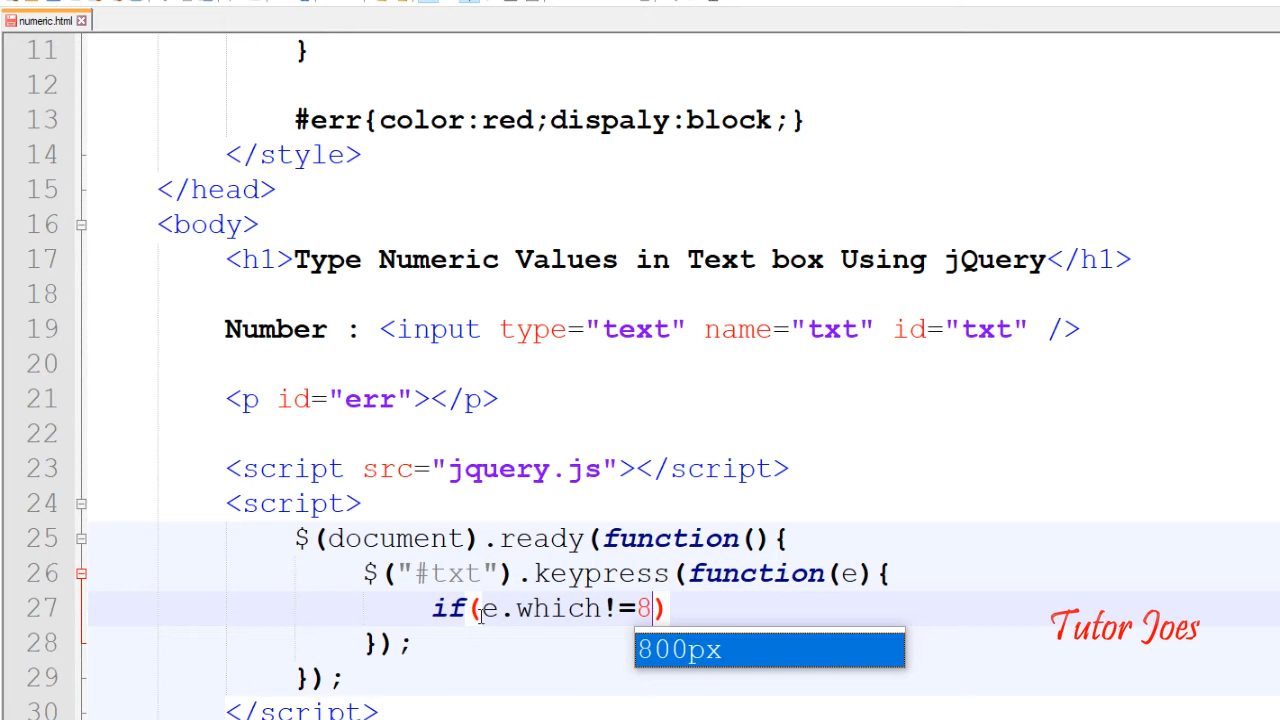 numeric.html
11 }
12
13 #err{color:red;dispaly:block;}
14 </style>
15 </head>
16 <body>
17 <h1>Type Numeric Values in Text box Using jQuery</h1>
18
19 Number : <input type="text" name="txt" id="txt" />
20
21 <p id="err"></p>
22
23 <script src="jquery.js"></script>
24 <script>
25 $(document).ready(function(){
26 $("#txt").keypress(function(e){
27 if(e.which!=8)
800px
28 });
29 });
30 </script>
Tutor Joes